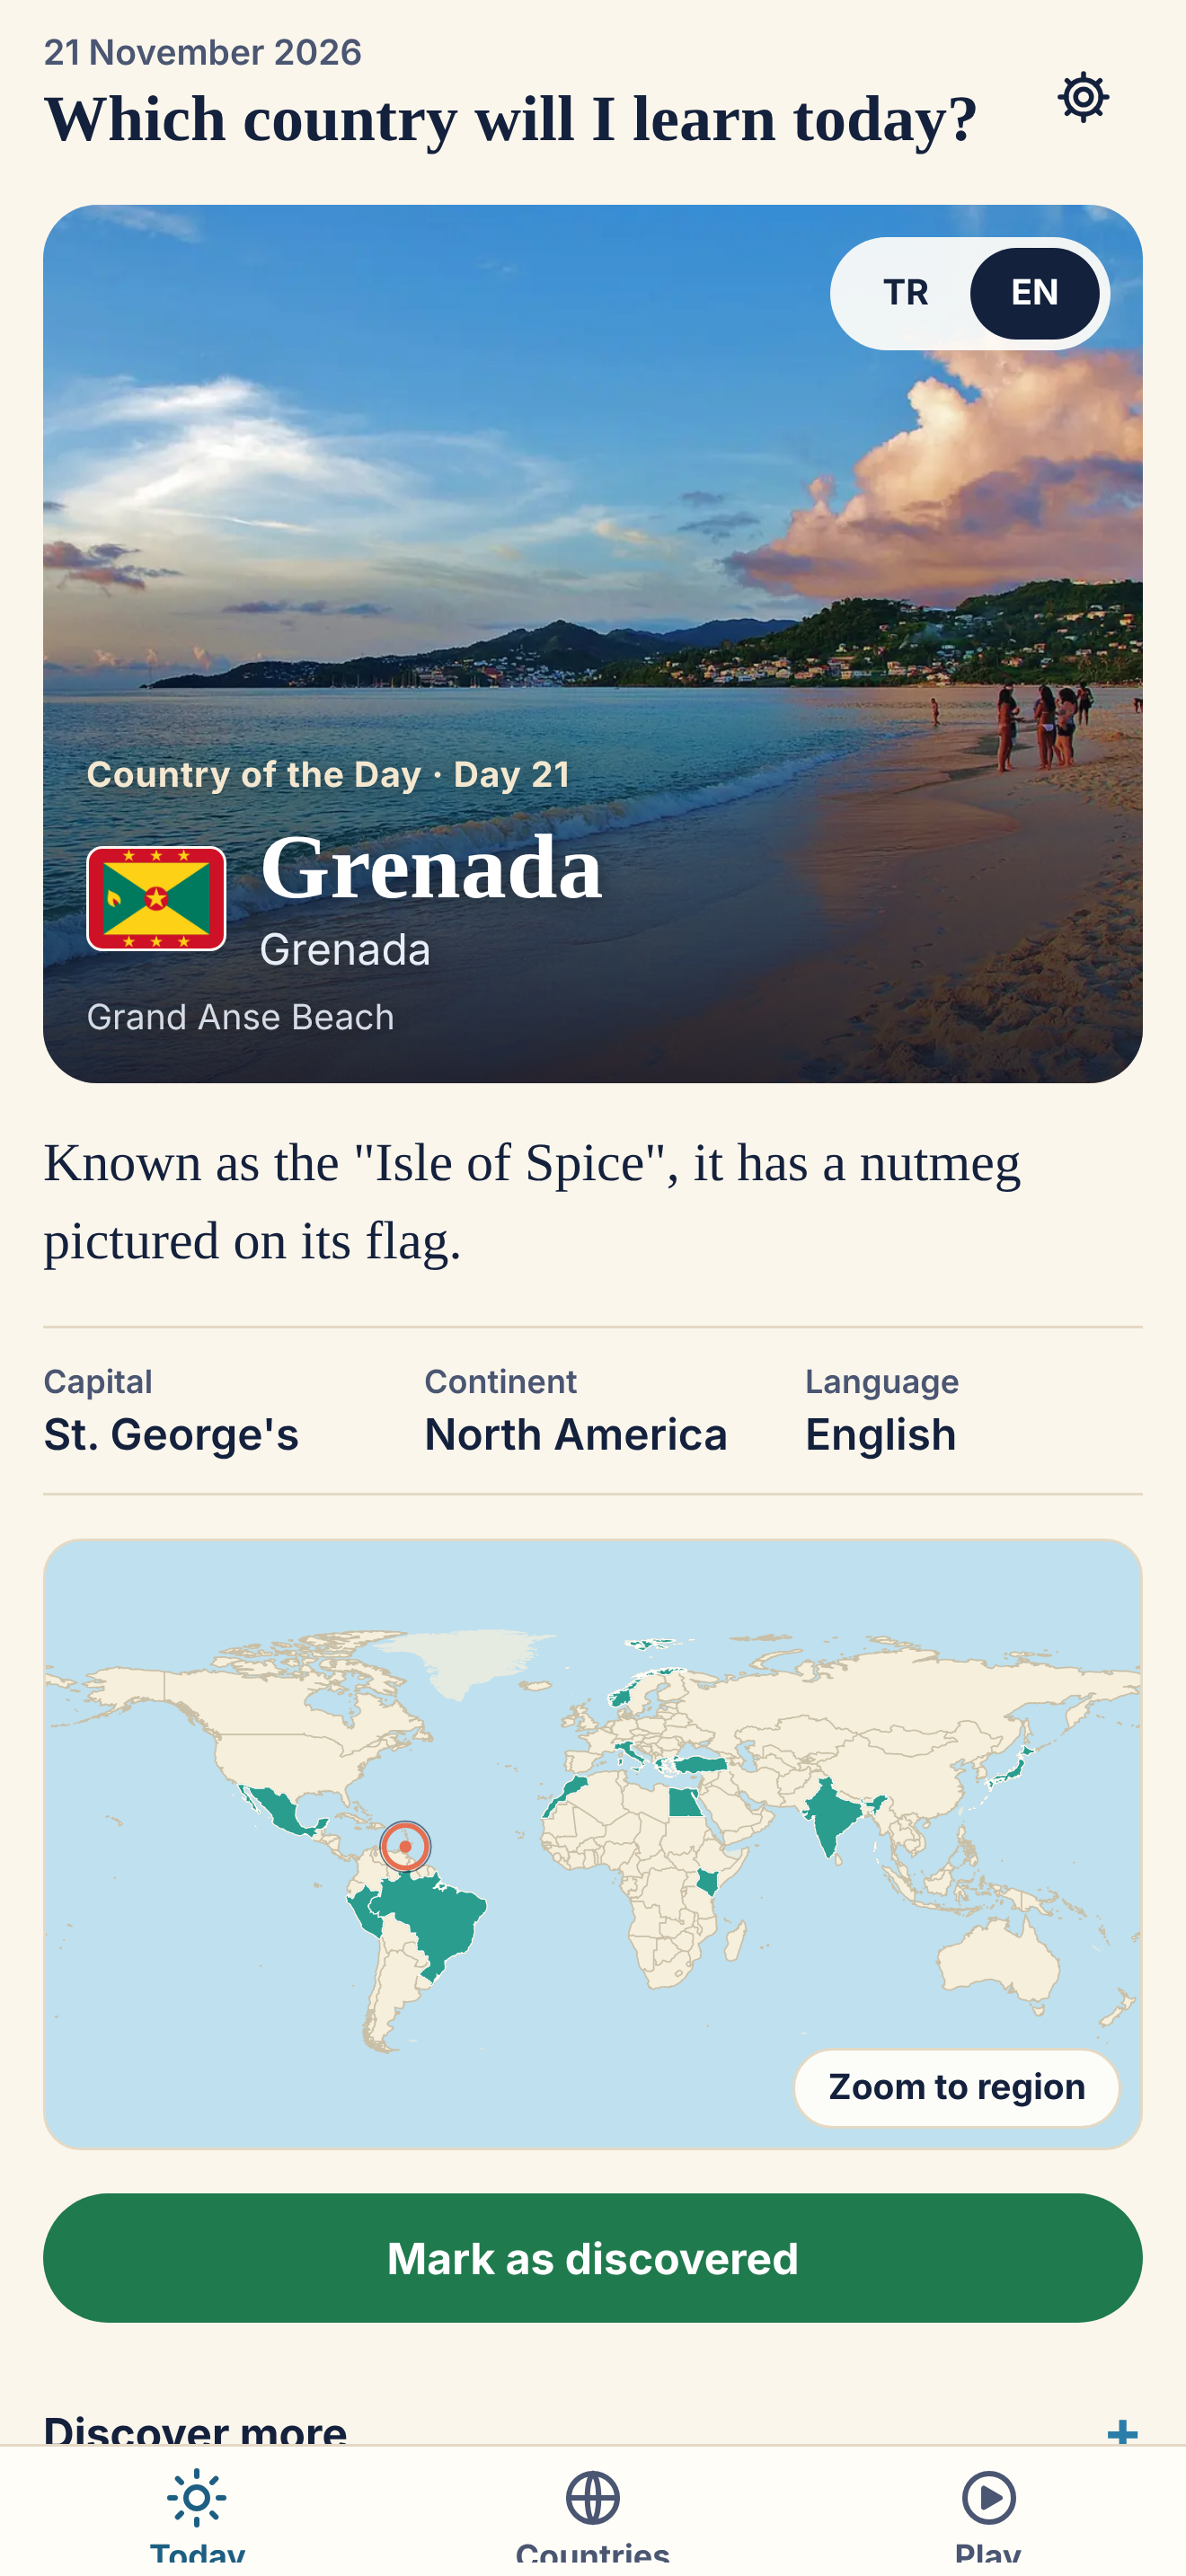 21 November 2026
Which country will I learn today?
TR EN
Country of the Day · Day 21
Grenada
Grenada
Grand Anse Beach
Known as the "Isle of Spice", it has a nutmeg
pictured on its flag.
Capital Continent Language
St. George's North America English
Zoom to region
Mark as discovered
Discover more +
Today Countries Play